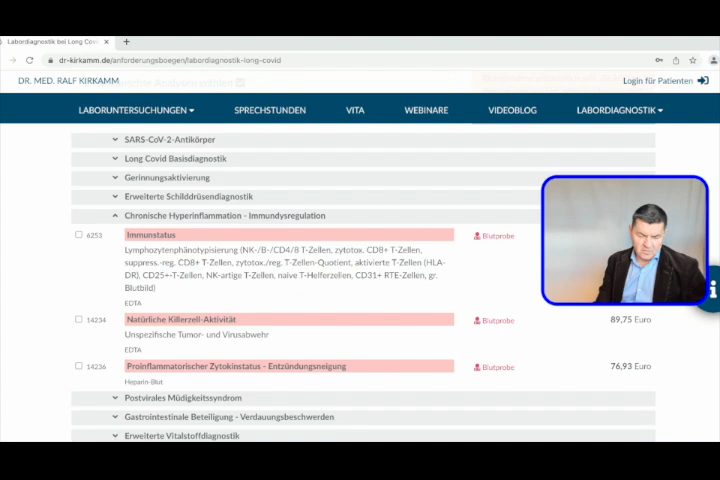 Labordiagnostik bei Long Covi
dr-kirkamm.de/anforderungsboegen/labordiagnostik-long-covid
DR. MED. RALF KIRKAMM
Login für Patienten
LABORUNTERSUCHUNGEN
SPRECHSTUNDEN
VITA
WEBINARE
VIDEOBLOG
LABORDIAGNOSTIK
SARS-CoV-2-Antikörper
Long Covid Basisdiagnostik
Gerinnungsaktivierung
Erweiterte Schilddrüsendiagnostik
Chronische Hyperinflammation - Immundysregulation
6253 Immunstatus Blutprobe
Lymphozytenphänotypisierung (NK-/B-/CD4/8 T-Zellen, zytotox. CD8+ T-Zellen,
suppress.-reg. CD8+ T-Zellen, zytotox./reg. T-Zellen-Quotient, aktivierte T-Zellen (HLA-
DR), CD25+-T-Zellen, NK-artige T-Zellen, naive T-Helferzellen, CD31+ RTE-Zellen, gr.
Blutbild)
EDTA
14234 Natürliche Killerzell-Aktivität Blutprobe 89,75 Euro
Unspezifische Tumor- und Virusabwehr
EDTA
14236 Proinflammatorischer Zytokinstatus - Entzündungsneigung Blutprobe 76,93 Euro
Heparin-Blut
Postvirales Müdigkeitssyndrom
Gastrointestinale Beteiligung - Verdauungsbeschwerden
Erweiterte Vitalstoffdiagnostik